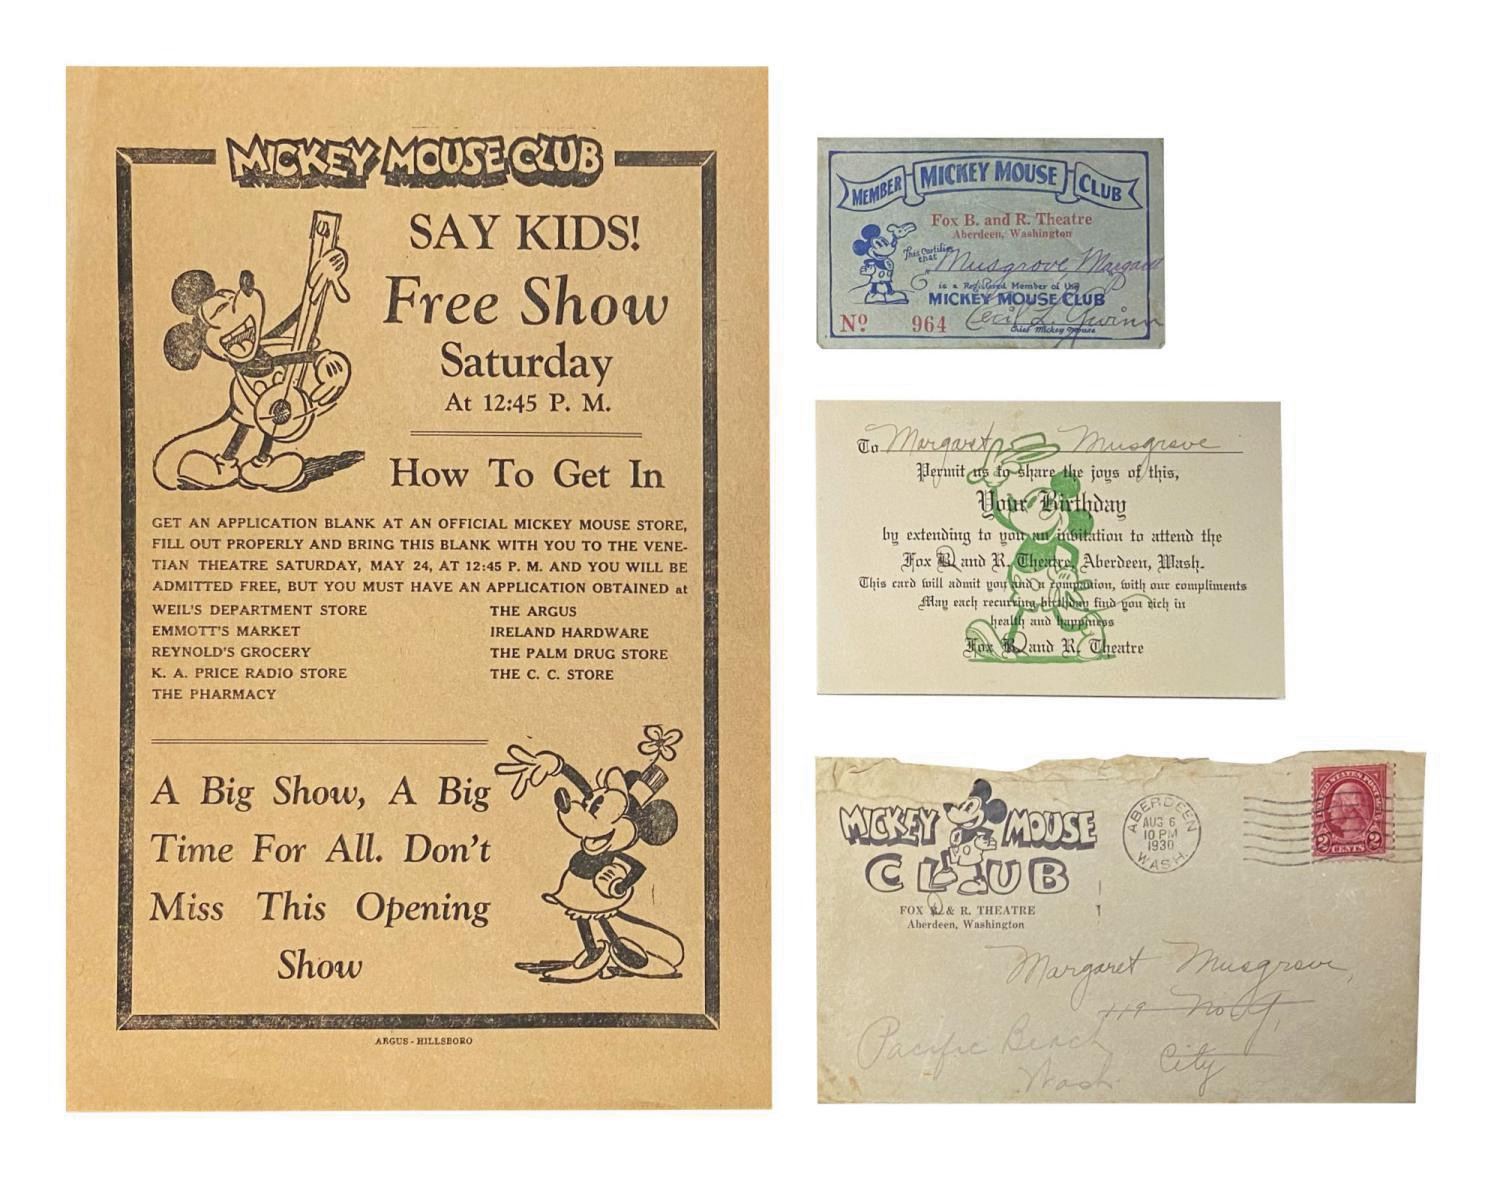 MICKEY MOUSE CLUB
SAY KIDS!
Free Show
Saturday
At 12:45 P. M.
How To Get In
GET AN APPLICATION BLANK AT AN OFFICIAL MICKEY MOUSE STORE,
FILL OUT PROPERLY AND BRING THIS BLANK WITH YOU TO THE VENE-
TIAN THEATRE SATURDAY, MAY 24, AT 12:45 P. M. AND YOU WILL BE
ADMITTED FREE, BUT YOU MUST HAVE AN APPLICATION OBTAINED at
WEIL'S DEPARTMENT STORE
EMMOTT'S MARKET
REYNOLD'S GROCERY
K. A. PRICE RADIO STORE
THE PHARMACY
THE ARGUS
IRELAND HARDWARE
THE PALM DRUG STORE
THE C. C. STORE
A Big Show, A Big
Time For All. Don't
Miss This Opening
Show
ARGUS - HILLSBORO
MEMBER MICKEY MOUSE CLUB
Fox B. and R. Theatre
Aberdeen, Washington
This Certifies
that Musgrove Margaret
is a Registered Member of the
MICKEY MOUSE CLUB
No 964 Cecil L. Gwinn
Chief Mickey Mouse
To Margaret Musgrove
Permit us to share the joys of this,
Your Birthday
by extending to you an invitation to attend the
Fox B and R. Theatre, Aberdeen, Wash.
This card will admit you and a companion, with our compliments
May each recurring birthday find you rich in
health and happiness
Fox B and R. Theatre
MICKEY MOUSE
CLUB
FOX B. & R. THEATRE
Aberdeen, Washington
ABERDEEN
AUG 6
10 PM
1930
WASH.
UNITED STATES POSTAGE
2 CENTS 2
Margaret Musgrove,
119 No
City
Pacific Beach
Wash.